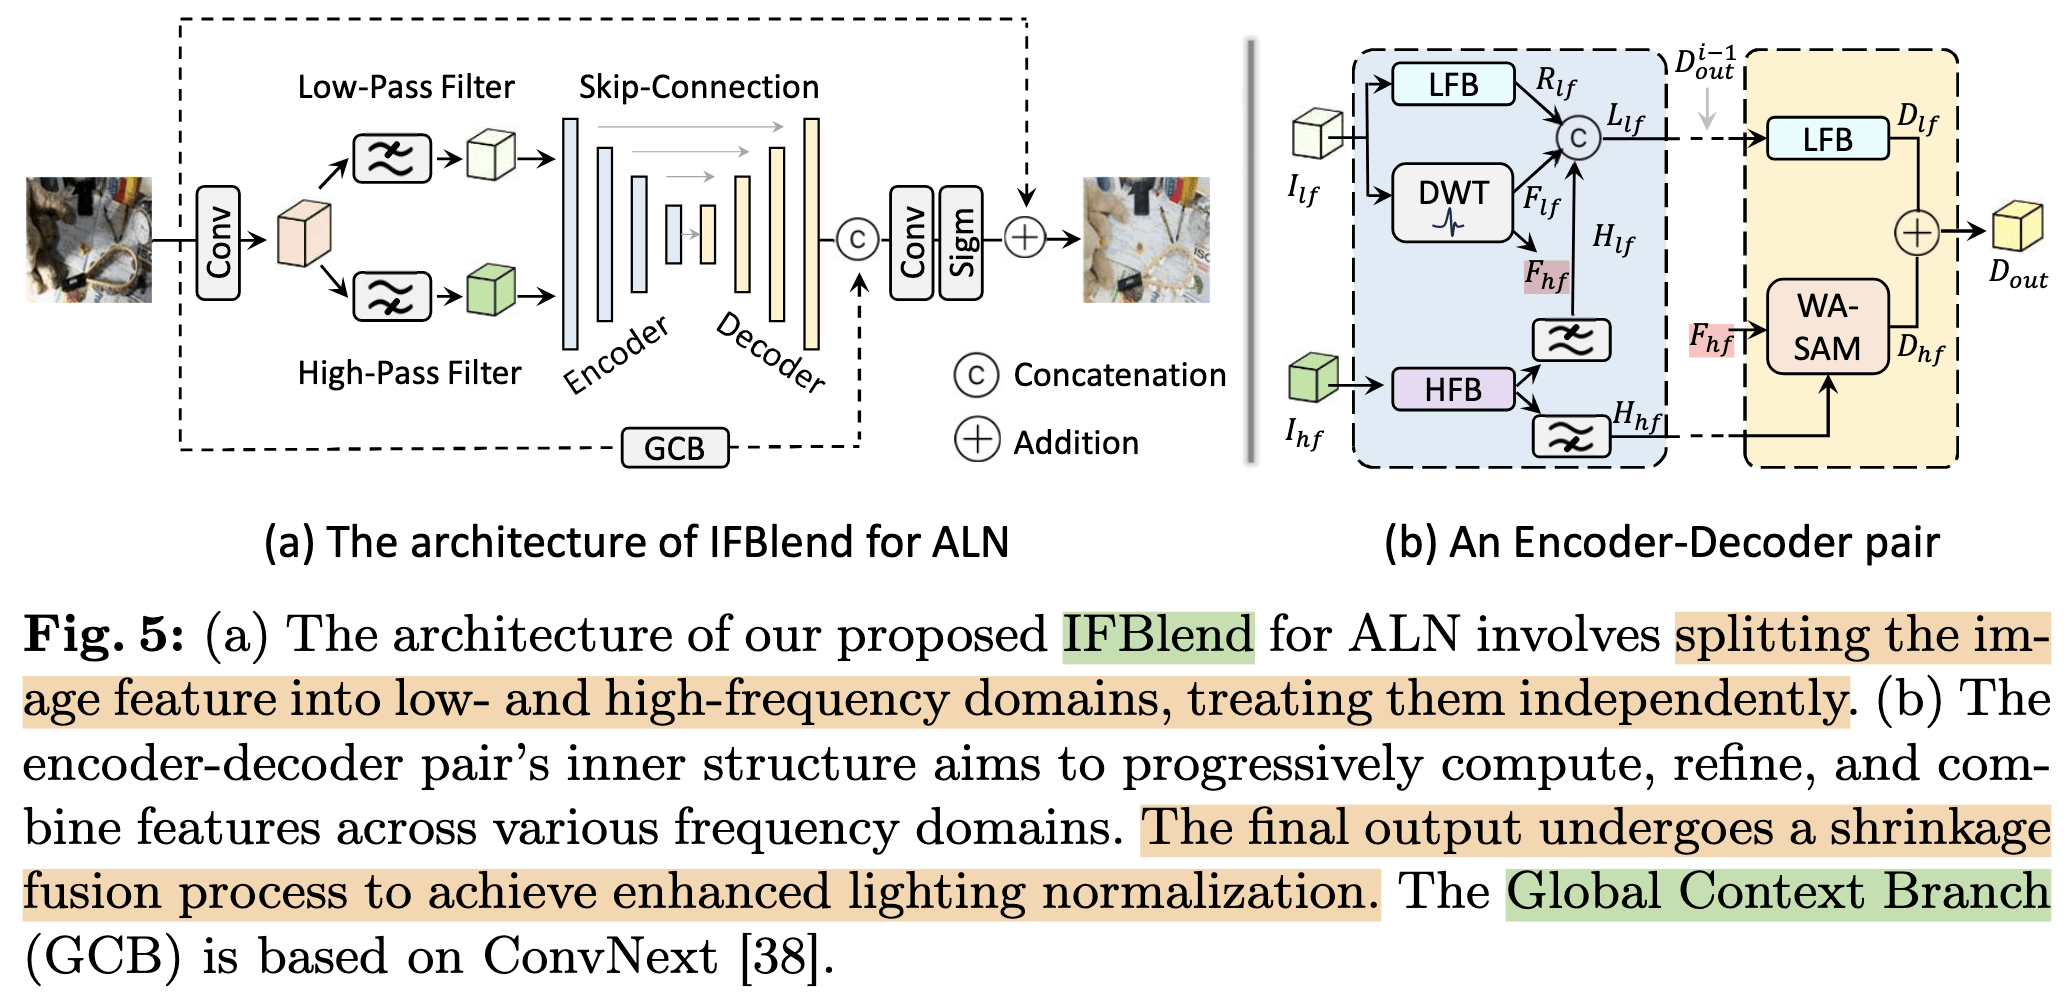 Low-Pass Filter
Skip-Connection
Conv
High-Pass Filter
Encoder
Decoder
C
Conv
Sigm
+
C Concatenation
+ Addition
GCB
(a) The architecture of IFBlend for ALN
I_{lf}
I_{hf}
LFB
R_{lf}
C
L_{lf}
DWT
F_{lf}
F_{hf}
H_{lf}
HFB
H_{hf}
D_{out}^{i-1}
LFB
D_{lf}
+
D_{out}
F_{hf}
WA-
SAM
D_{hf}
(b) An Encoder-Decoder pair
Fig. 5: (a) The architecture of our proposed IFBlend for ALN involves splitting the im-
age feature into low- and high-frequency domains, treating them independently. (b) The
encoder-decoder pair's inner structure aims to progressively compute, refine, and com-
bine features across various frequency domains. The final output undergoes a shrinkage
fusion process to achieve enhanced lighting normalization. The Global Context Branch
(GCB) is based on ConvNext [38].